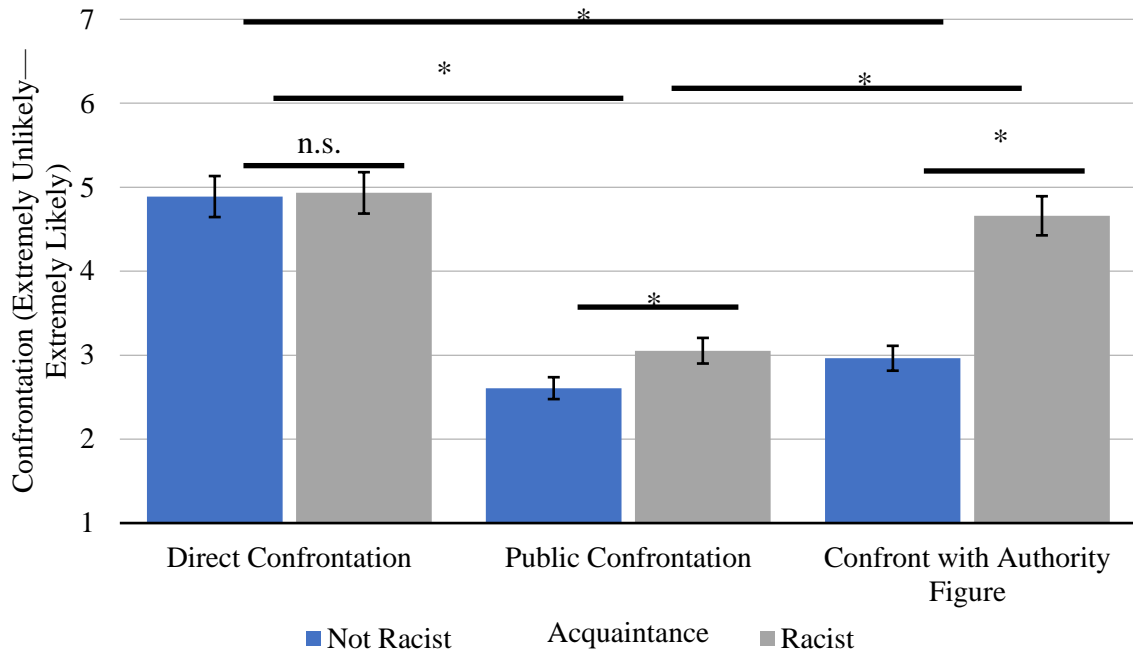 Confrontation (Extremely Unlikely—
Extremely Likely)
7
6
5
4
3
2
1
*
*
*
n.s.
*
*
Direct Confrontation
Public Confrontation
Confront with Authority
Figure
Not Racist
Acquaintance
Racist